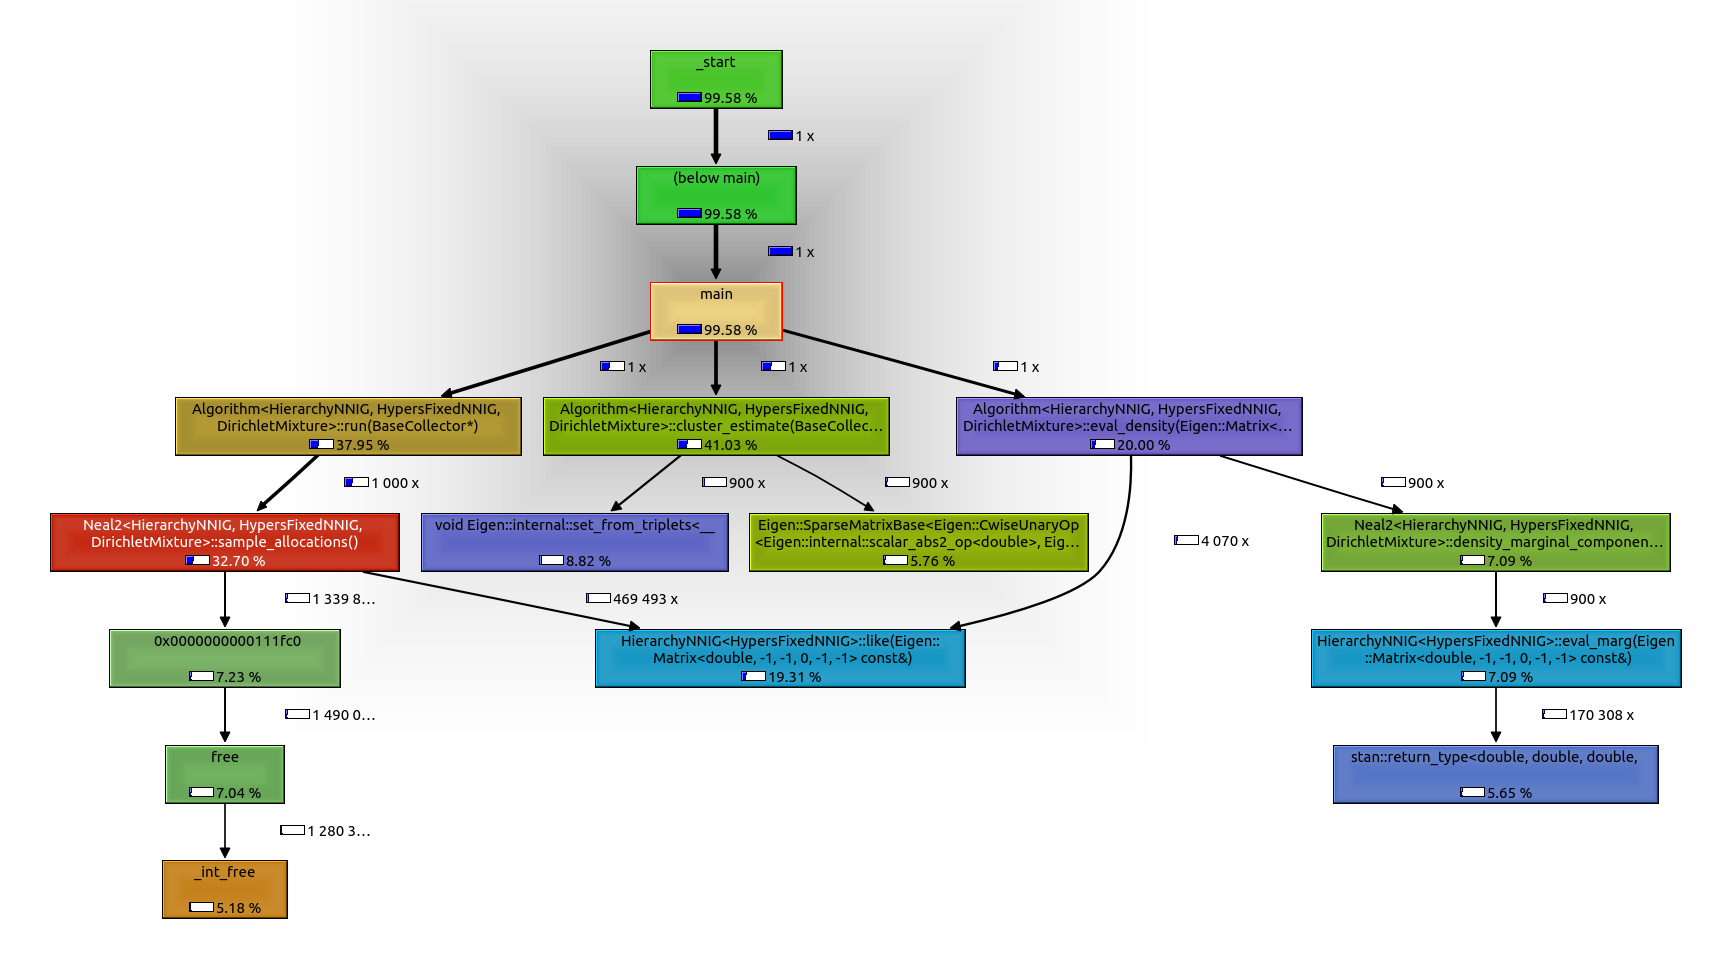 _start
99.58 %
1 x
(below main)
99.58 %
1 x
main
99.58 %
1 x
1 x
1 x
Algorithm<HierarchyNNIG, HypersFixedNNIG,
DirichletMixture>::run(BaseCollector*)
37.95 %
Algorithm<HierarchyNNIG, HypersFixedNNIG,
DirichletMixture>::cluster_estimate(BaseCollec...
41.03 %
Algorithm<HierarchyNNIG, HypersFixedNNIG,
DirichletMixture>::eval_density(Eigen::Matrix<...
20.00 %
1 000 x
900 x
900 x
900 x
Neal2<HierarchyNNIG, HypersFixedNNIG,
DirichletMixture>::sample_allocations()
32.70 %
void Eigen::internal::set_from_triplets<__
8.82 %
Eigen::SparseMatrixBase<Eigen::CwiseUnaryOp
<Eigen::internal::scalar_abs2_op<double>, Eig...
5.76 %
4 070 x
Neal2<HierarchyNNIG, HypersFixedNNIG,
DirichletMixture>::density_marginal_componen...
7.09 %
1 339 8...
469 493 x
900 x
0x0000000000111fc0
7.23 %
HierarchyNNIG<HypersFixedNNIG>::like(Eigen::
Matrix<double, -1, -1, 0, -1, -1> const&)
19.31 %
HierarchyNNIG<HypersFixedNNIG>::eval_marg(Eigen
::Matrix<double, -1, -1, 0, -1, -1> const&)
7.09 %
1 490 0...
170 308 x
free
7.04 %
stan::return_type<double, double, double,
5.65 %
1 280 3...
_int_free
5.18 %